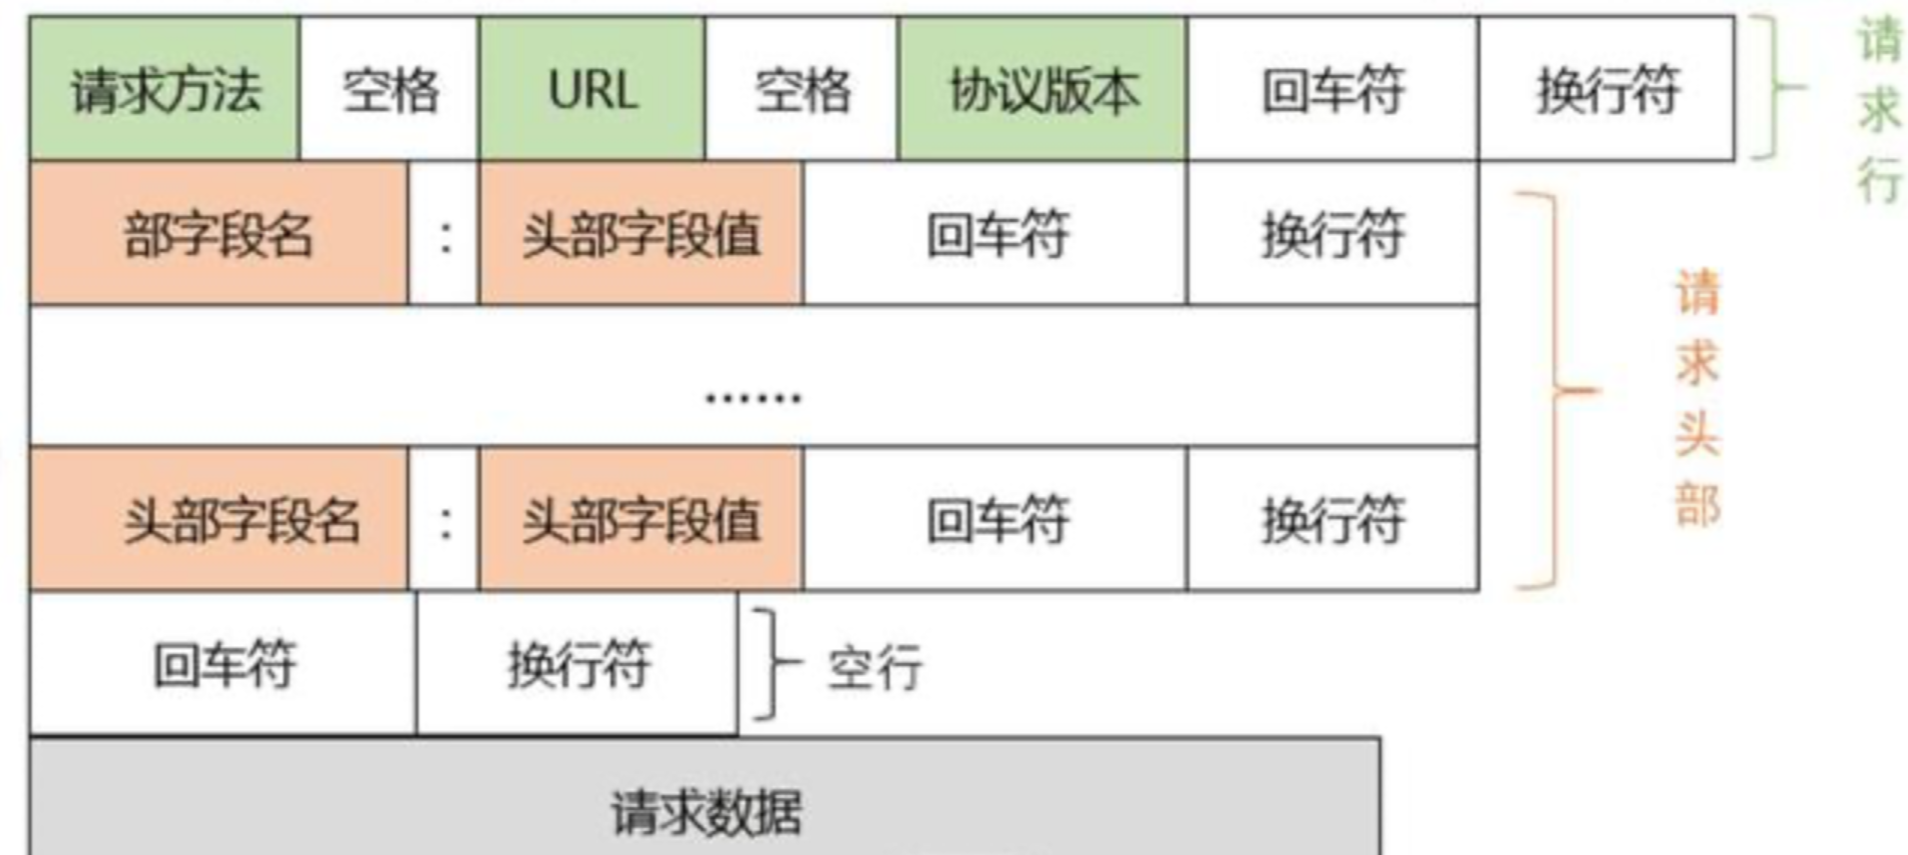 请求方法 空格 URL 空格 协议版本 回车符 换行符
请求行
部字段名 : 头部字段值 回车符 换行符
……
头部字段名 : 头部字段值 回车符 换行符
请求头部
回车符 换行符 空行
请求数据